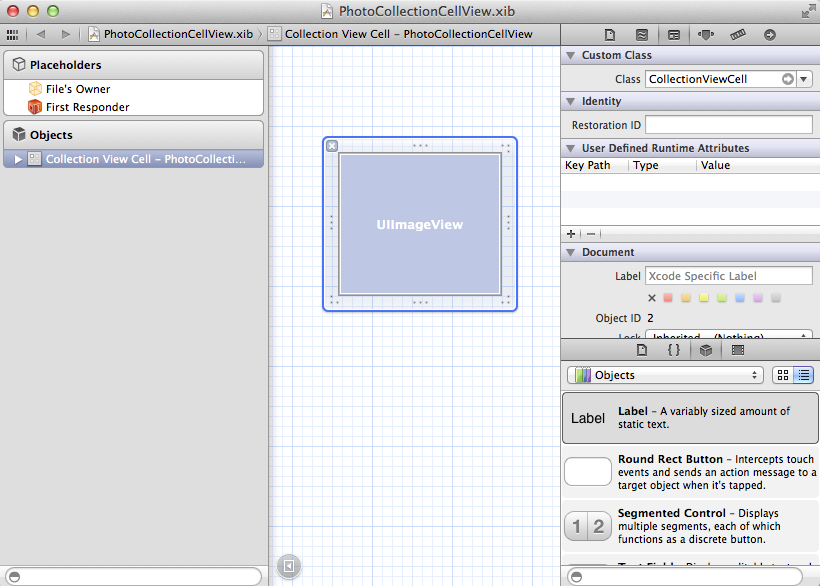 PhotoCollectionCellView.xib
PhotoCollectionCellView.xib
Collection View Cell – PhotoCollectionCellView
Placeholders
File's Owner
First Responder
Objects
Collection View Cell – PhotoCollecti...
UIImageView
Custom Class
Class CollectionViewCell
Identity
Restoration ID
User Defined Runtime Attributes
Key Path Type Value
Document
Label Xcode Specific Label
Object ID 2
Lock Inherited – (Nothing)
{ }
Objects
Label
Label – A variably sized amount of
static text.
Round Rect Button – Intercepts touch
events and sends an action message to a
target object when it's tapped.
1 2
Segmented Control – Displays
multiple segments, each of which
functions as a discrete button.